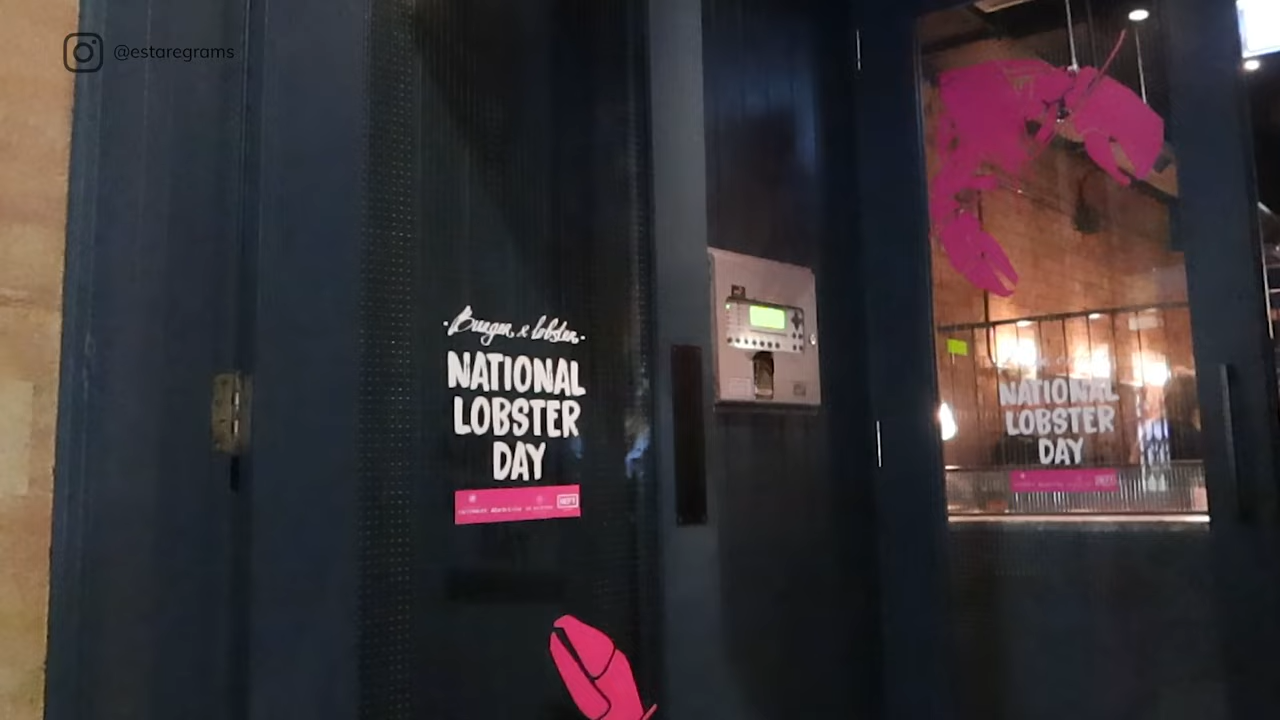 @estaregrams
Burger & lobster
NATIONAL
LOBSTER
DAY
NATIONAL
LOBSTER
DAY